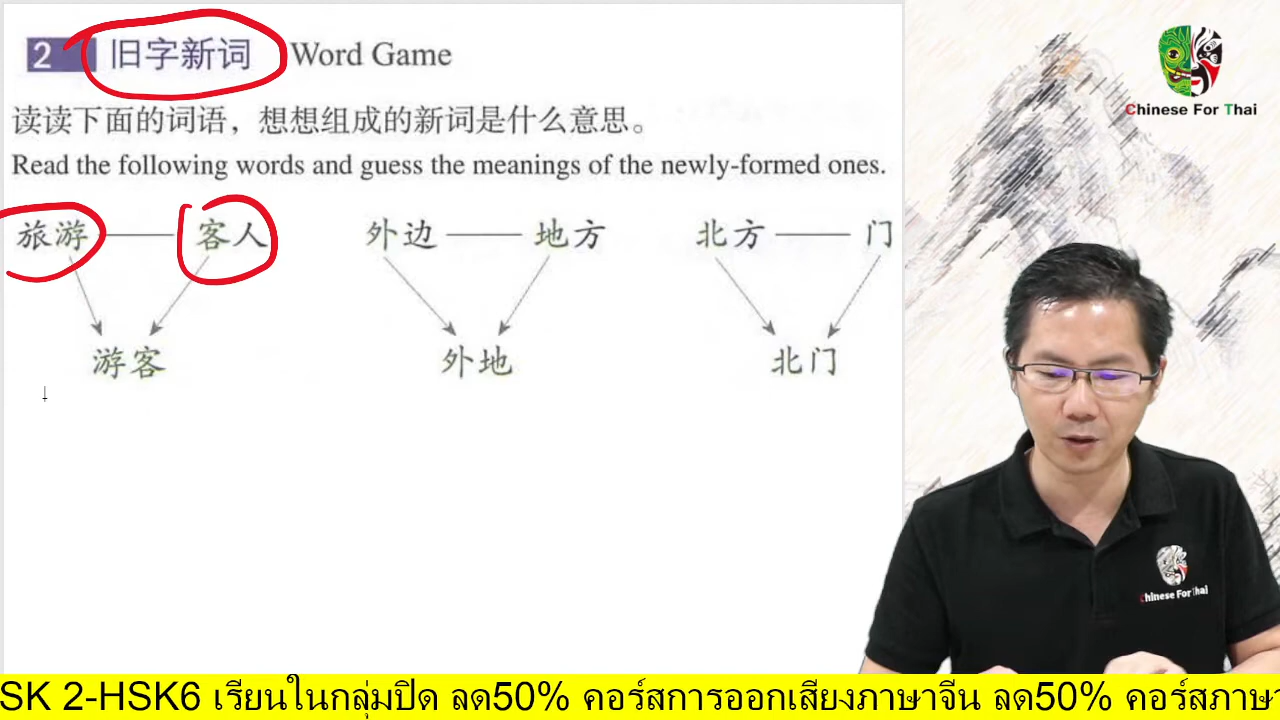 2 旧字新词 Word Game
读读下面的词语，想想组成的新词是什么意思。
Read the following words and guess the meanings of the newly-formed ones.
旅游 客人 外边 地方 北方 门
游客 外地 北门
Chinese For Thai
Chinese For Thai
SK 2-HSK6 เรียนในกลุ่มปิด ลด50% คอร์สการออกเสียงภาษาจีน ลด50% คอร์สภาษา